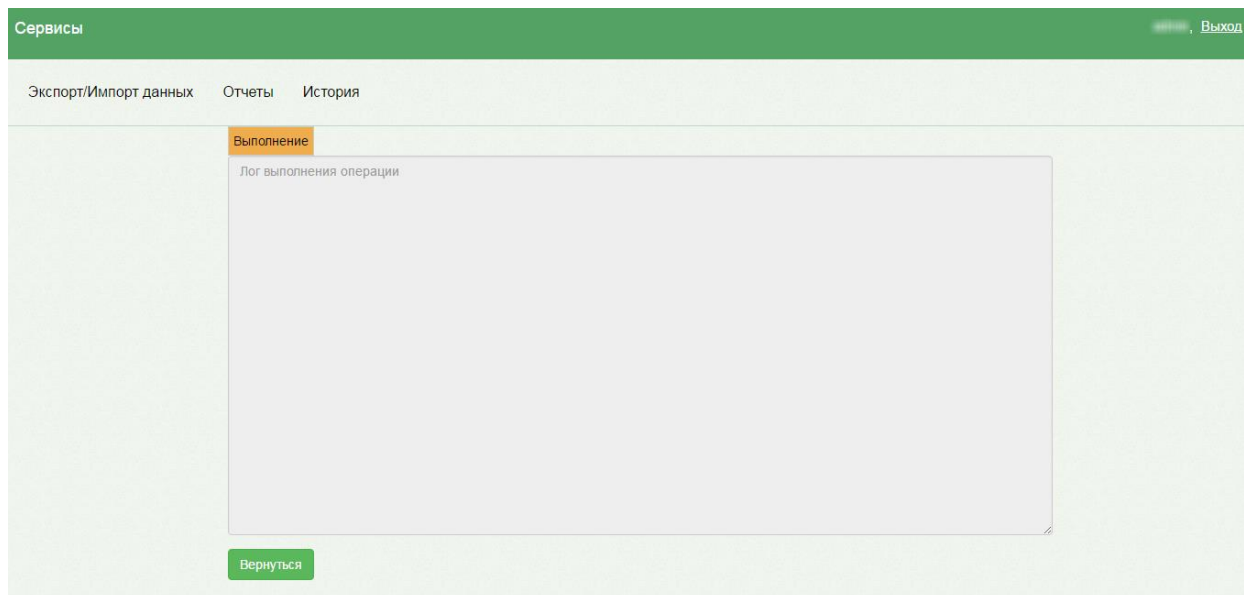 Сервисы
, Выход
Экспорт/Импорт данных Отчеты История
Выполнение
Лог выполнения операции
Вернуться